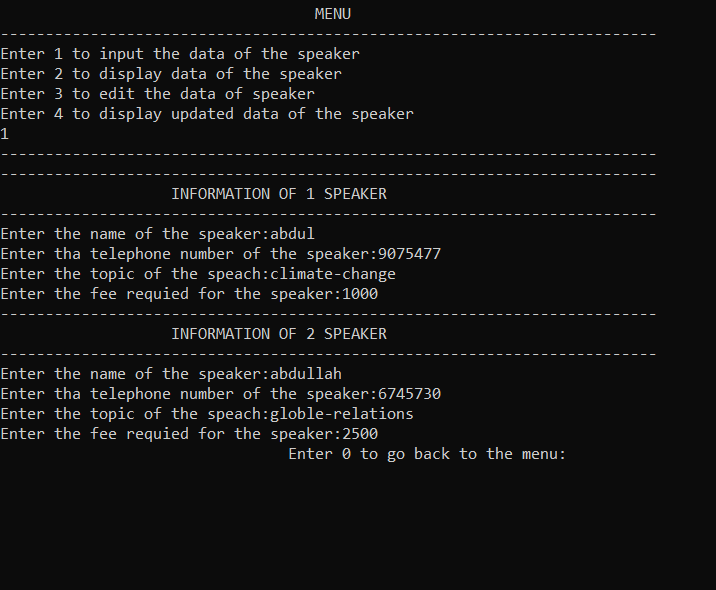 MENU
-------------------------------------------------------------------------
Enter 1 to input the data of the speaker
Enter 2 to display data of the speaker
Enter 3 to edit the data of speaker
Enter 4 to display updated data of the speaker
1
-------------------------------------------------------------------------
-------------------------------------------------------------------------
INFORMATION OF 1 SPEAKER
-------------------------------------------------------------------------
Enter the name of the speaker:abdul
Enter tha telephone number of the speaker:9075477
Enter the topic of the speach:climate-change
Enter the fee requied for the speaker:1000
-------------------------------------------------------------------------
INFORMATION OF 2 SPEAKER
-------------------------------------------------------------------------
Enter the name of the speaker:abdullah
Enter tha telephone number of the speaker:6745730
Enter the topic of the speach:globle-relations
Enter the fee requied for the speaker:2500
Enter 0 to go back to the menu: